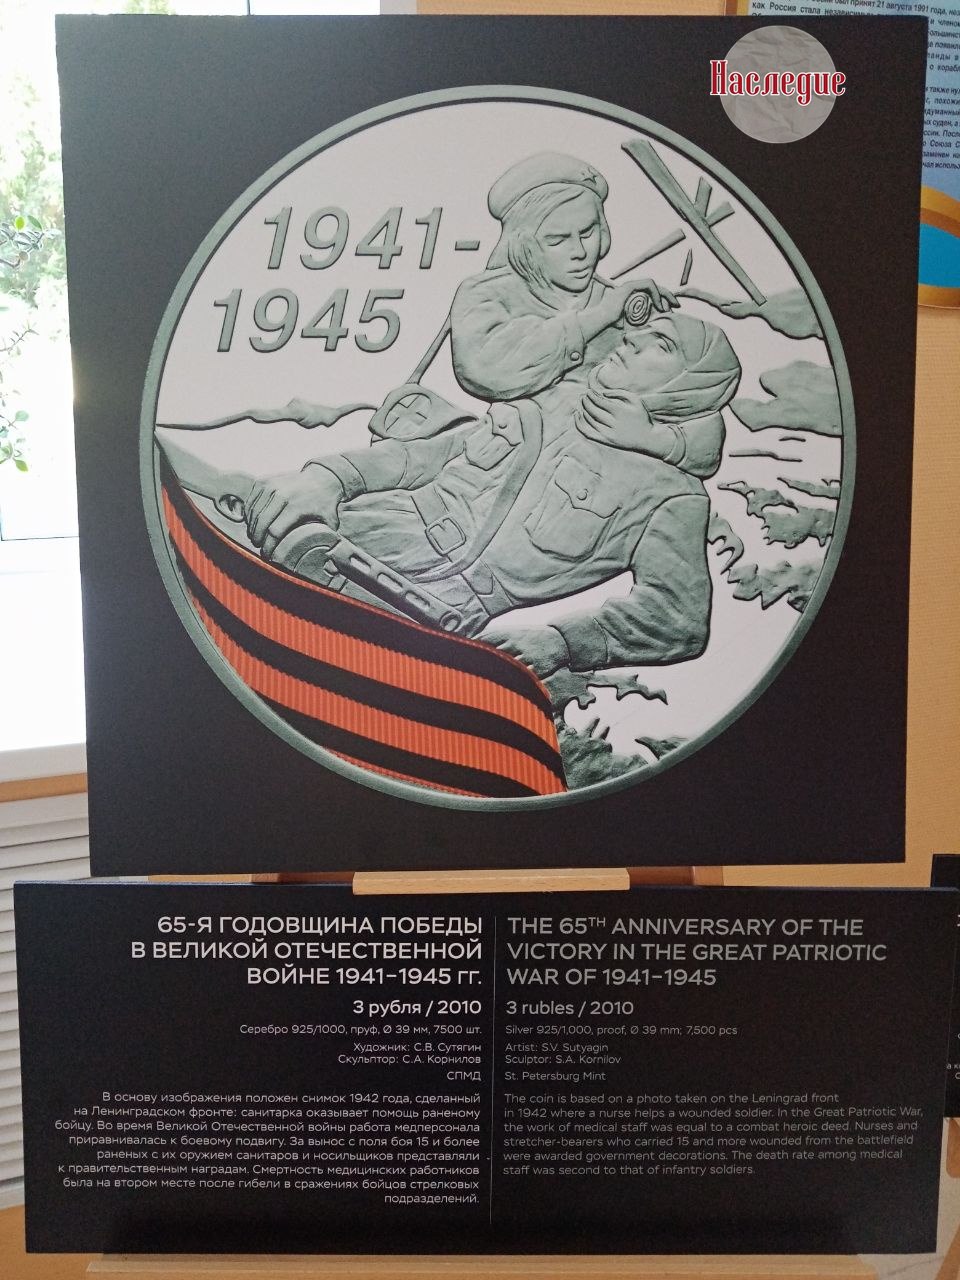 был принят 21 августа 1991 года,
как Россия стала
Наследие
1941-
1945
65-Я ГОДОВЩИНА ПОБЕДЫ
В ВЕЛИКОЙ ОТЕЧЕСТВЕННОЙ
ВОЙНЕ 1941–1945 гг.
3 рубля / 2010
Серебро 925/1000, пруф, Ø 39 мм, 7500 шт.
Художник: С.В. Сутягин
Скульптор: С.А. Корнилов
СПМД
В основу изображения положен снимок 1942 года, сделанный
на Ленинградском фронте: санитарка оказывает помощь раненому
бойцу. Во время Великой Отечественной войны работа медперсонала
приравнивалась к боевому подвигу. За вынос с поля боя 15 и более
раненых с их оружием санитаров и носильщиков представляли
к правительственным наградам. Смертность медицинских работников
была на втором месте после гибели в сражениях бойцов стрелковых
подразделений.
THE 65TH ANNIVERSARY OF THE
VICTORY IN THE GREAT PATRIOTIC
WAR OF 1941–1945
3 rubles / 2010
Silver 925/1,000, proof, Ø 39 mm; 7,500 pcs
Artist: S.V. Sutyagin
Sculptor: S.A. Kornilov
St. Petersburg Mint
The coin is based on a photo taken on the Leningrad front
in 1942 where a nurse helps a wounded soldier. In the Great Patriotic War,
the work of medical staff was equal to a combat heroic deed. Nurses and
stretcher-bearers who carried 15 and more wounded from the battlefield
were awarded government decorations. The death rate among medical
staff was second to that of infantry soldiers.